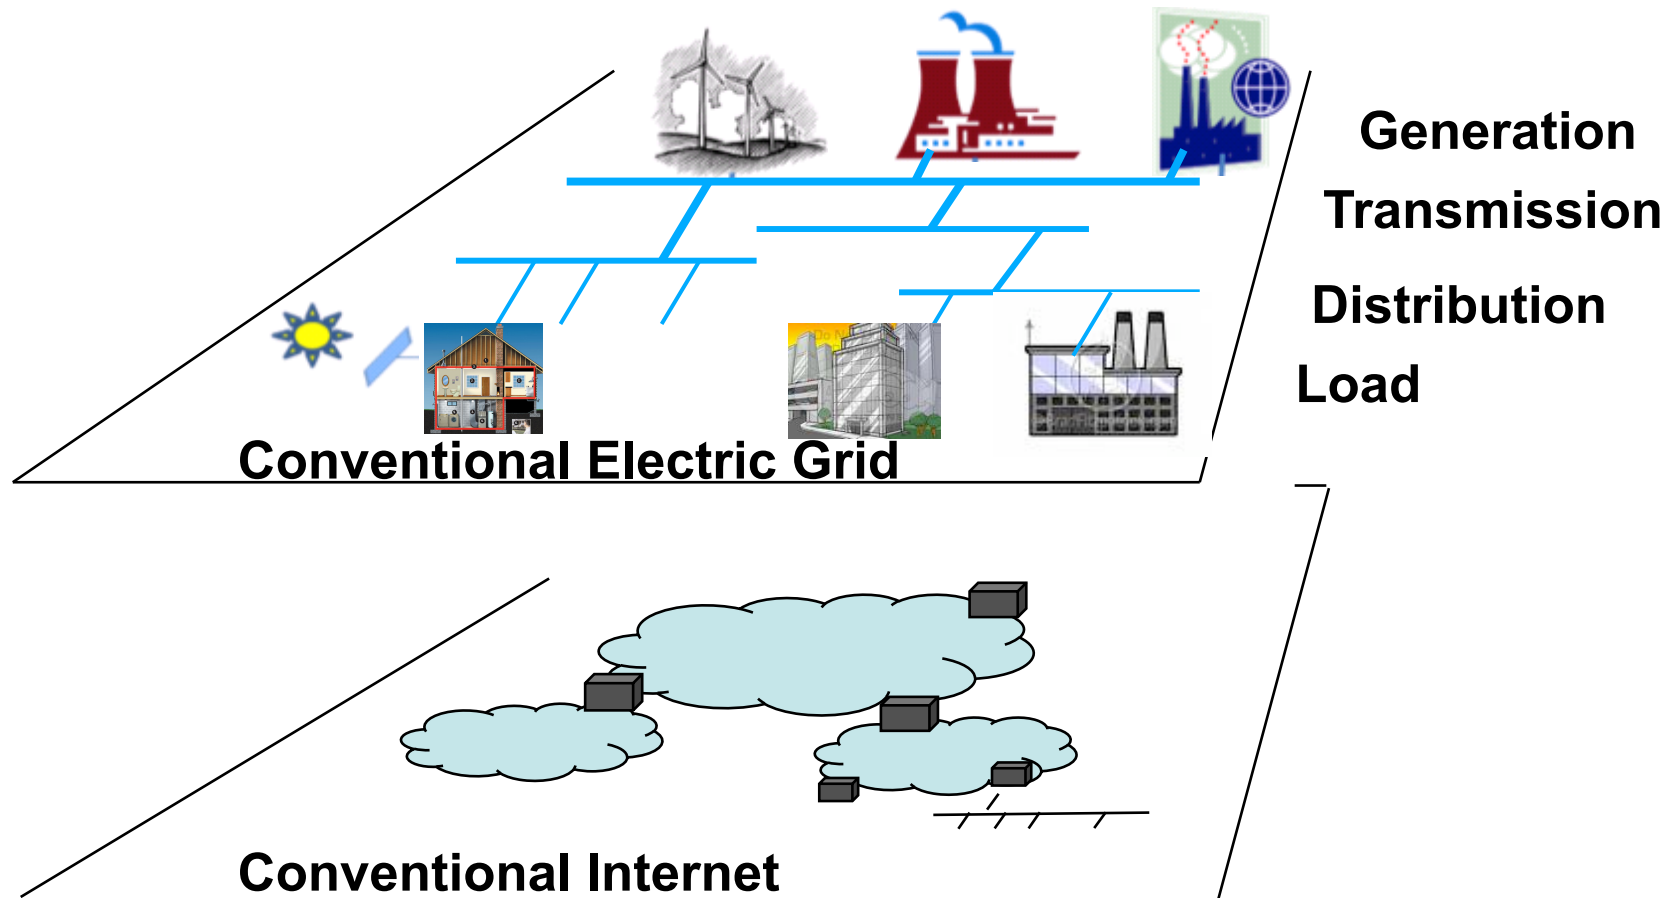 Generation
Transmission
Distribution
Load
Conventional Electric Grid
Conventional Internet